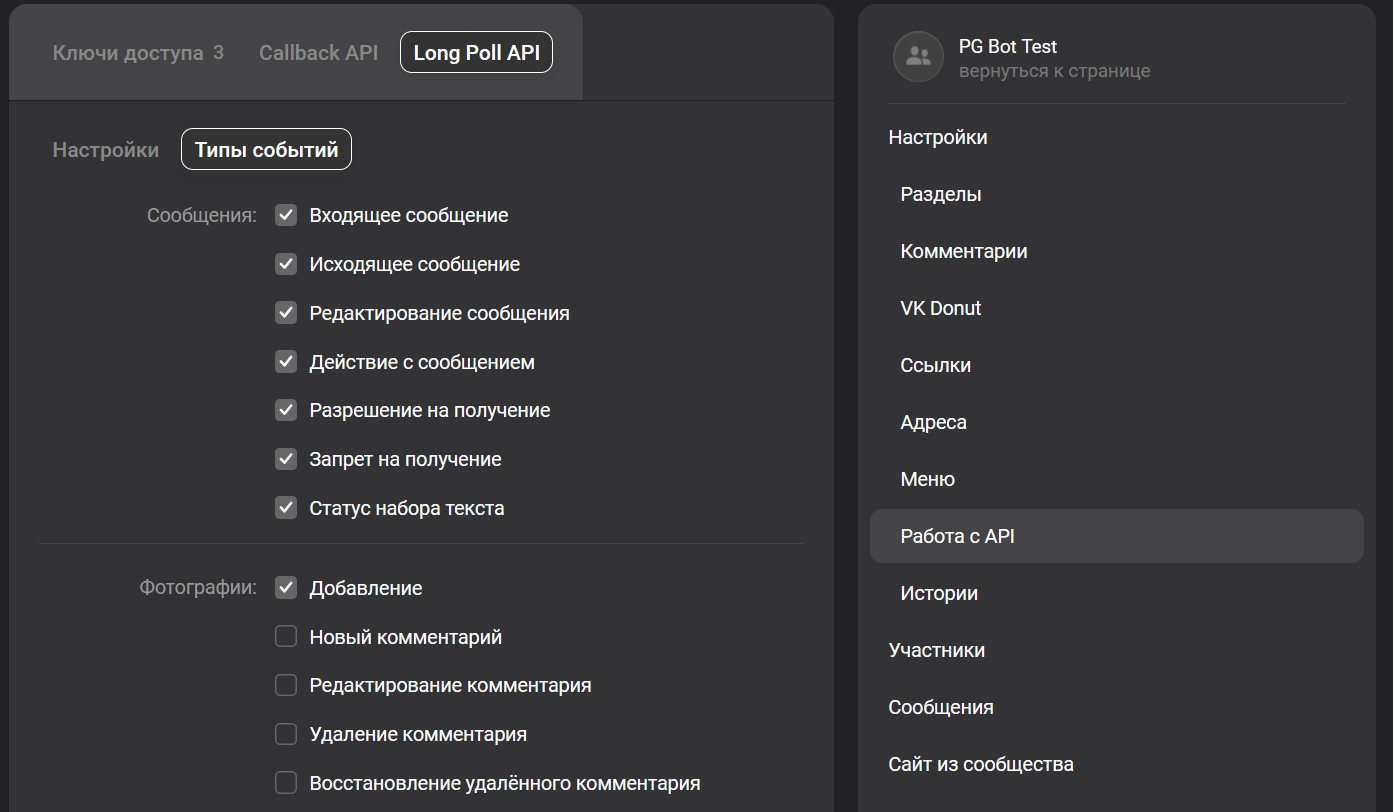 Ключи доступа 3
Callback API
Long Poll API
Настройки
Типы событий
Сообщения:
Входящее сообщение
Исходящее сообщение
Редактирование сообщения
Действие с сообщением
Разрешение на получение
Запрет на получение
Статус набора текста
Фотографии:
Добавление
Новый комментарий
Редактирование комментария
Удаление комментария
Восстановление удалённого комментария
PG Bot Test
вернуться к странице
Настройки
Разделы
Комментарии
VK Donut
Ссылки
Адреса
Меню
Работа с API
Истории
Участники
Сообщения
Сайт из сообщества